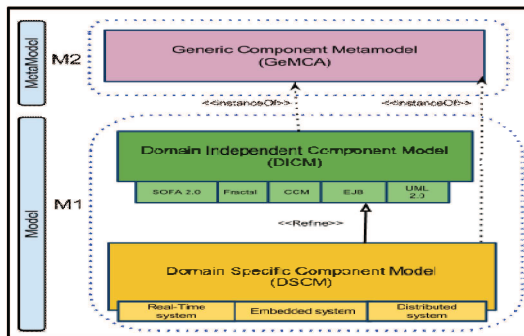 MetaModel
M2
Generic Component Metamodel
(GeMCA)
<<instanceOf>>
<<instanceOf>>
Model
M1
Domain Independent Component Model
(DICM)
SOFA 2.0
Fractal
CCM
EJB
UML
2.0
<<Refine>>
Domain Specific Component Model
(DSCM)
Real-Time
system
Embedded system
Distributed
system